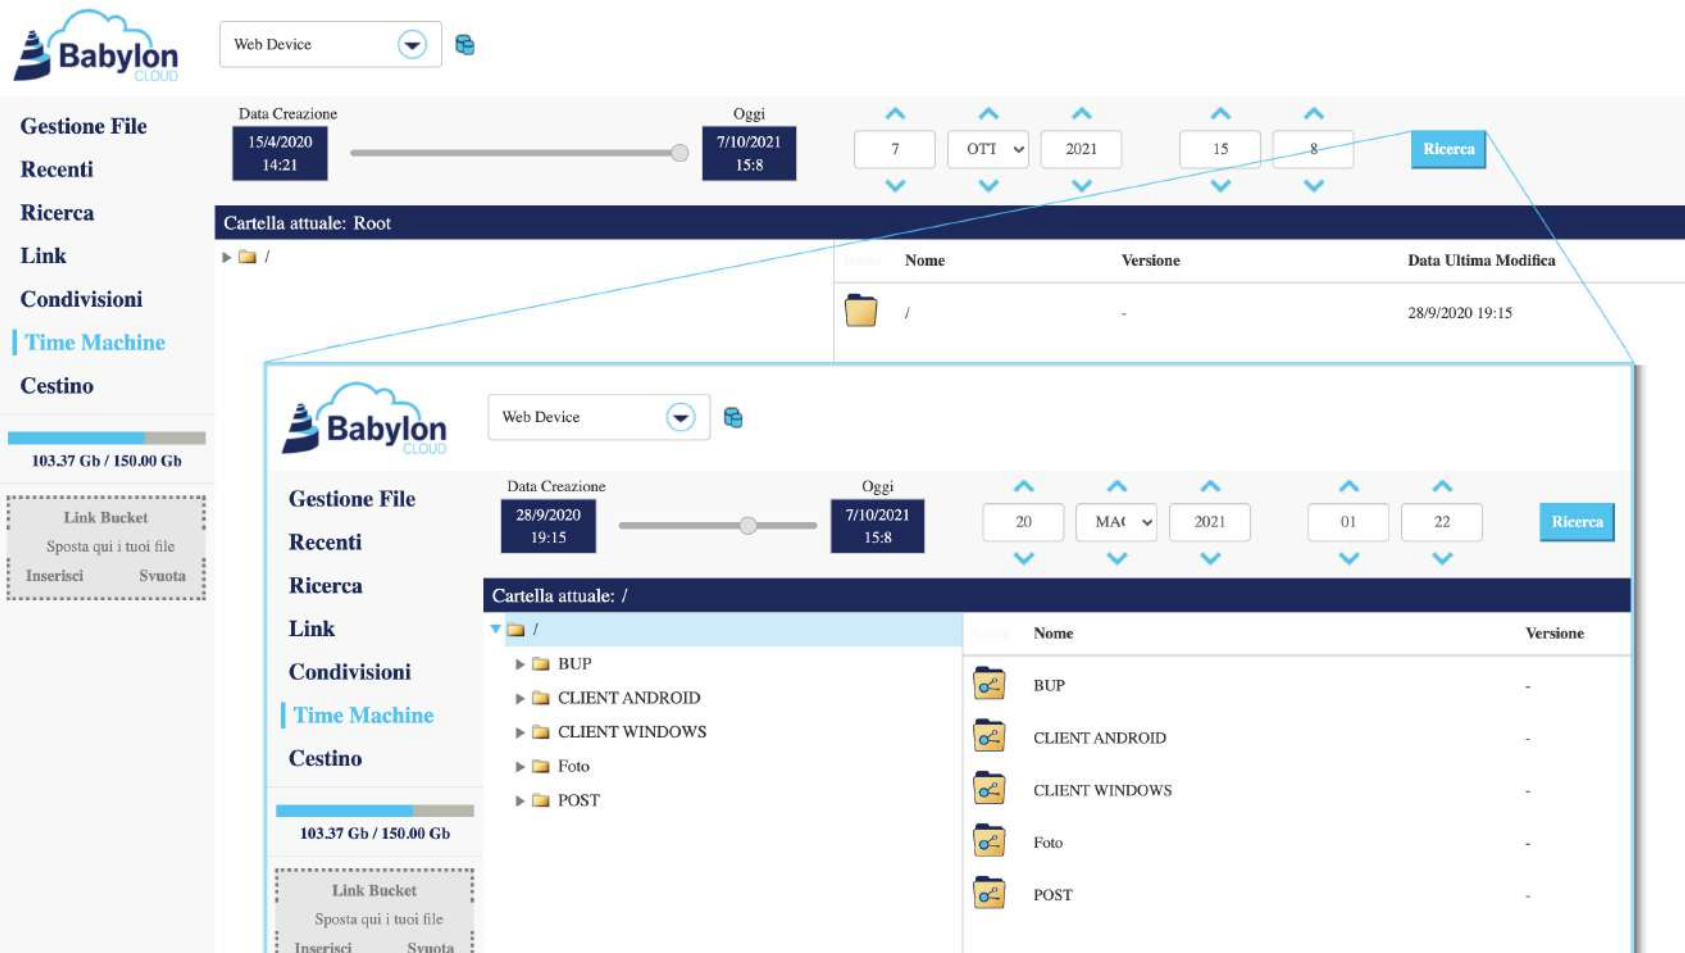 Babylon
CLOUD
Web Device
Gestione File
Recenti
Ricerca
Link
Condivisioni
Time Machine
Cestino
103.37 Gb / 150.00 Gb
Link Bucket
Sposta qui i tuoi file
Inserisci Svuota
Data Creazione
15/4/2020
14:21
Oggi
7/10/2021
15:8
7 OTT 2021 15 8
Ricerca
Cartella attuale: Root
/
Nome Versione Data Ultima Modifica
/ - 28/9/2020 19:15
Babylon
CLOUD
Web Device
Gestione File
Recenti
Ricerca
Link
Condivisioni
Time Machine
Cestino
103.37 Gb / 150.00 Gb
Link Bucket
Sposta qui i tuoi file
Inserisci Svuota
Data Creazione
28/9/2020
19:15
Oggi
7/10/2021
15:8
20 MAG 2021 01 22
Ricerca
Cartella attuale: /
/
BUP
CLIENT ANDROID
CLIENT WINDOWS
Foto
POST
Nome Versione
BUP -
CLIENT ANDROID -
CLIENT WINDOWS -
Foto -
POST -